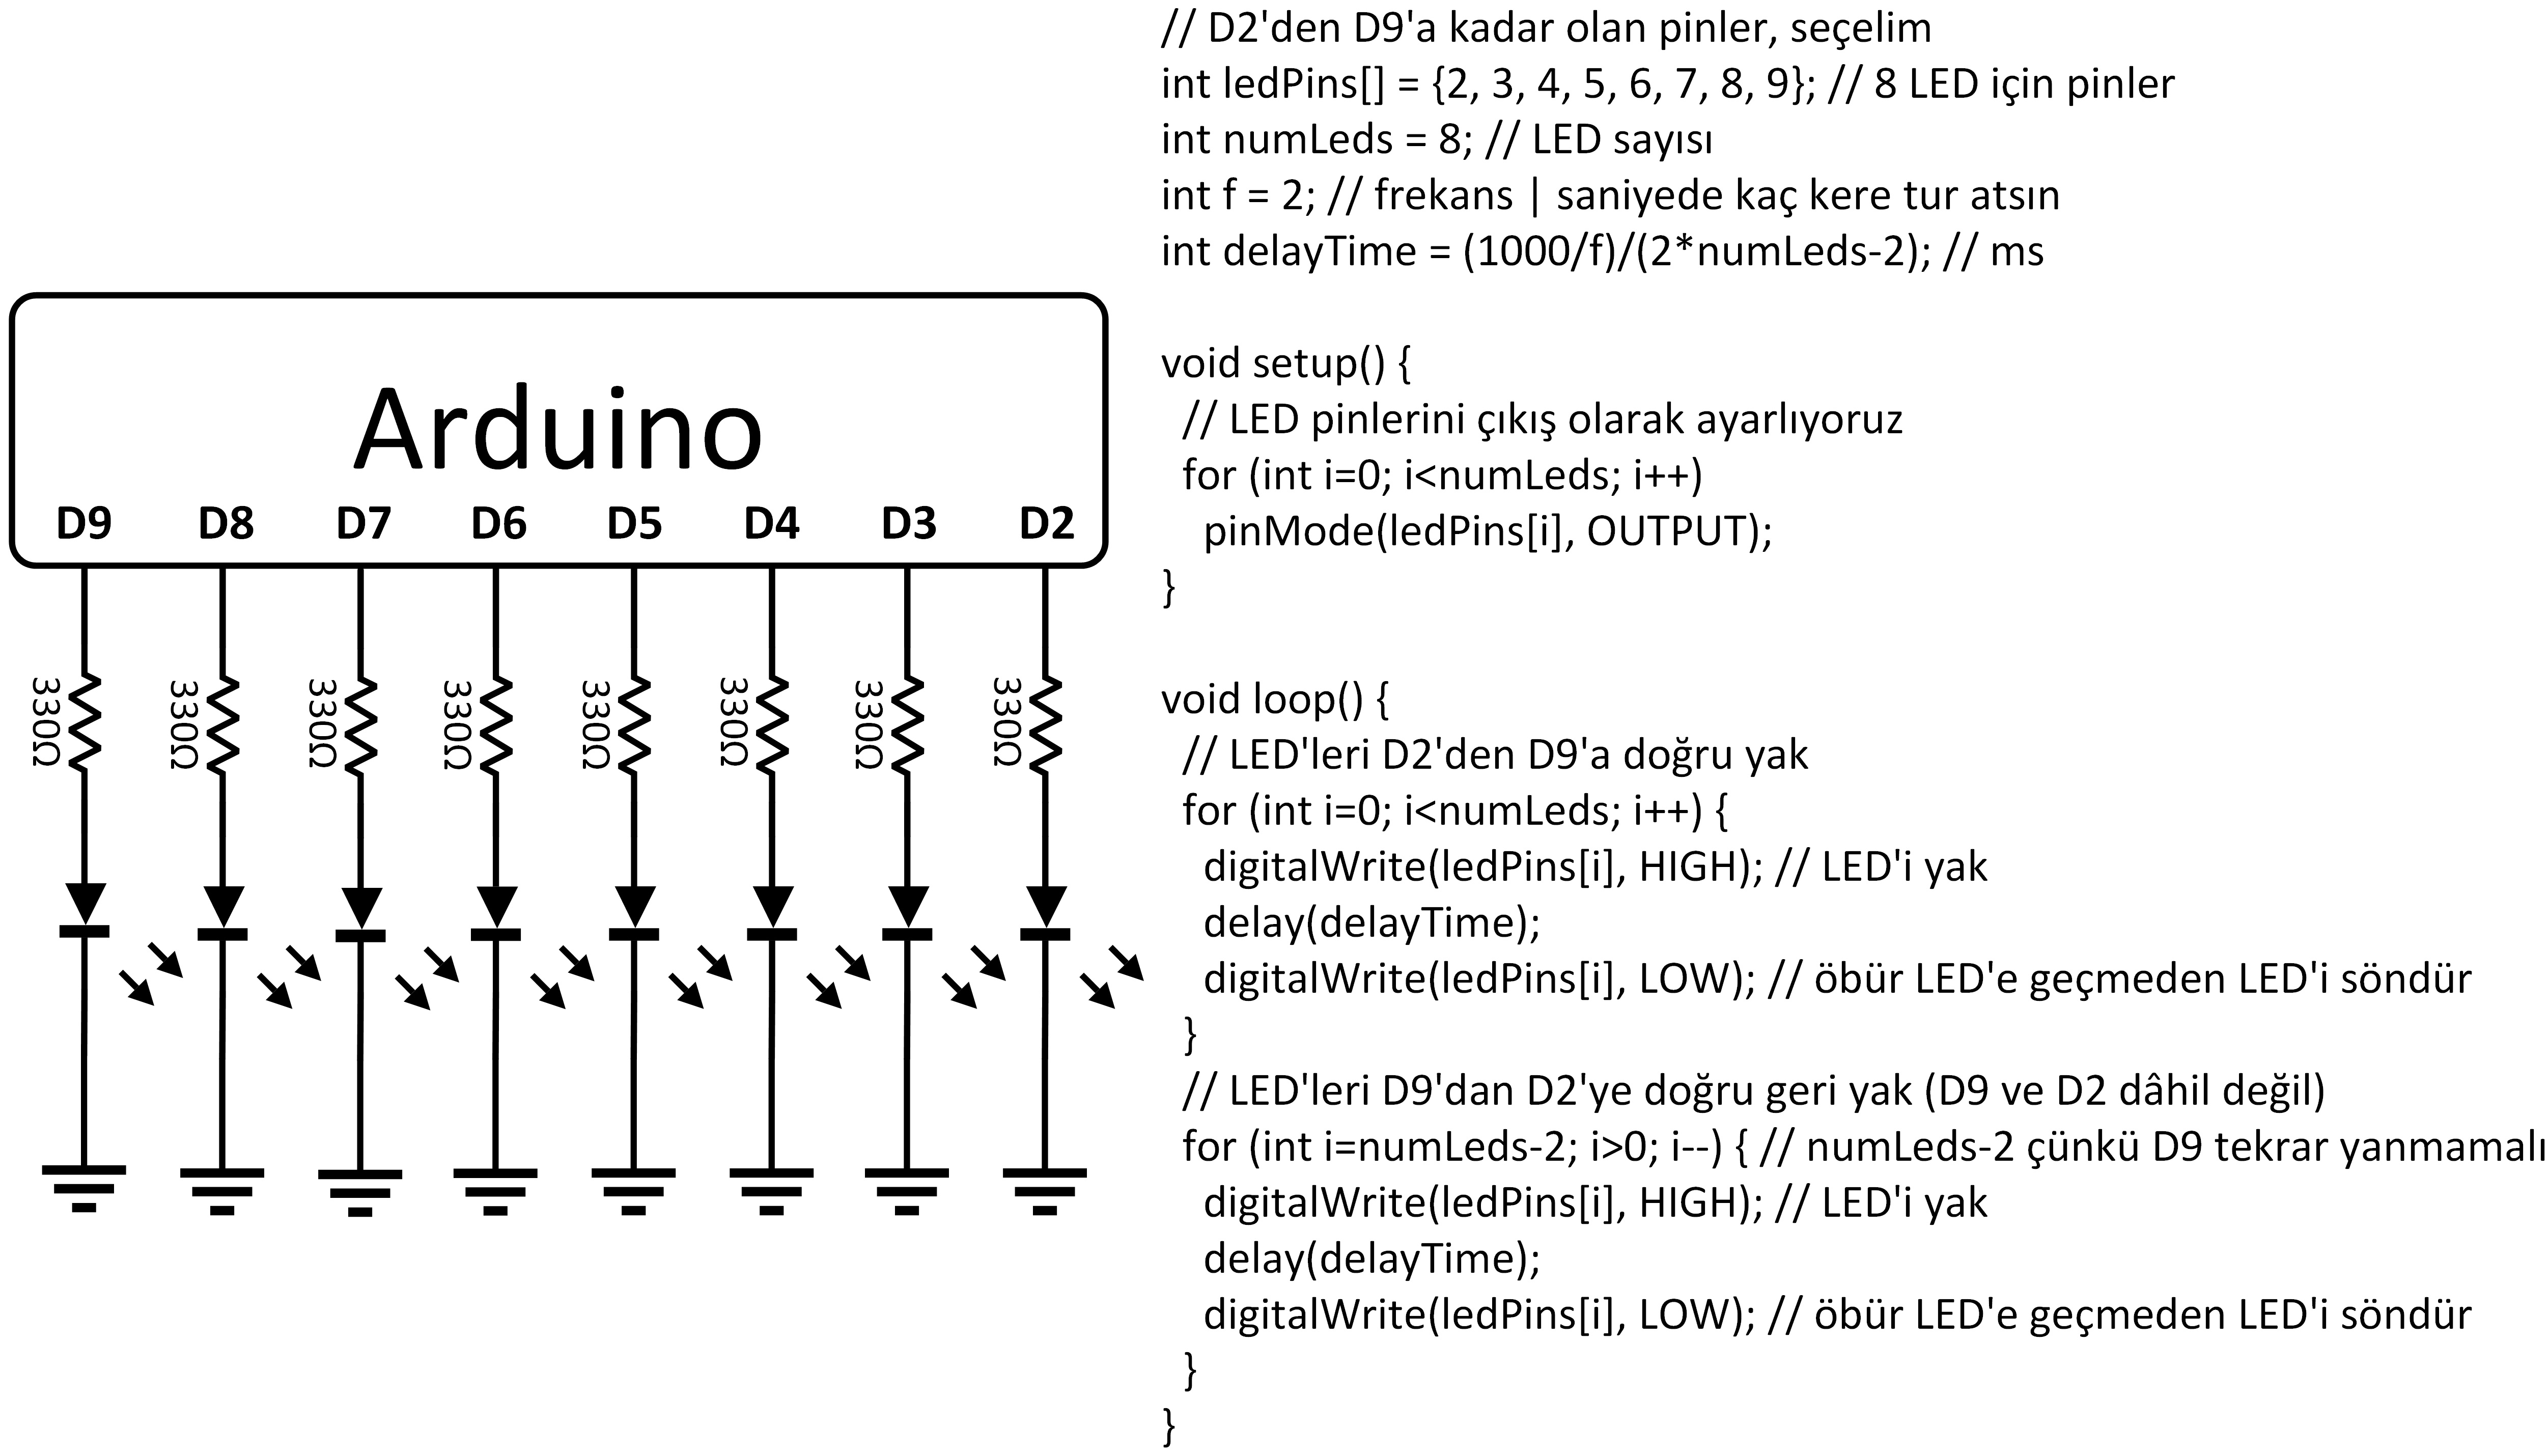 // D2'den D9'a kadar olan pinler, seçelim
int ledPins[] = {2, 3, 4, 5, 6, 7, 8, 9}; // 8 LED için pinler
int numLeds = 8; // LED sayısı
int f = 2; // frekans | saniyede kaç kere tur atsın
int delayTime = (1000/f)/(2*numLeds-2); // ms
void setup() {
// LED pinlerini çıkış olarak ayarlıyoruz
for (int i=0; i<numLeds; i++)
pinMode(ledPins[i], OUTPUT);
}
void loop() {
// LED'leri D2'den D9'a doğru yak
for (int i=0; i<numLeds; i++) {
digitalWrite(ledPins[i], HIGH); // LED'i yak
delay(delayTime);
digitalWrite(ledPins[i], LOW); // öbür LED'e geçmeden LED'i söndür
}
// LED'leri D9'dan D2'ye doğru geri yak (D9 ve D2 dâhil değil)
for (int i=numLeds-2; i>0; i--) { // numLeds-2 çünkü D9 tekrar yanmamalı
digitalWrite(ledPins[i], HIGH); // LED'i yak
delay(delayTime);
digitalWrite(ledPins[i], LOW); // öbür LED'e geçmeden LED'i söndür
}
}
Arduino
D9 D8 D7 D6 D5 D4 D3 D2
330Ω
330Ω
330Ω
330Ω
330Ω
330Ω
330Ω
330Ω